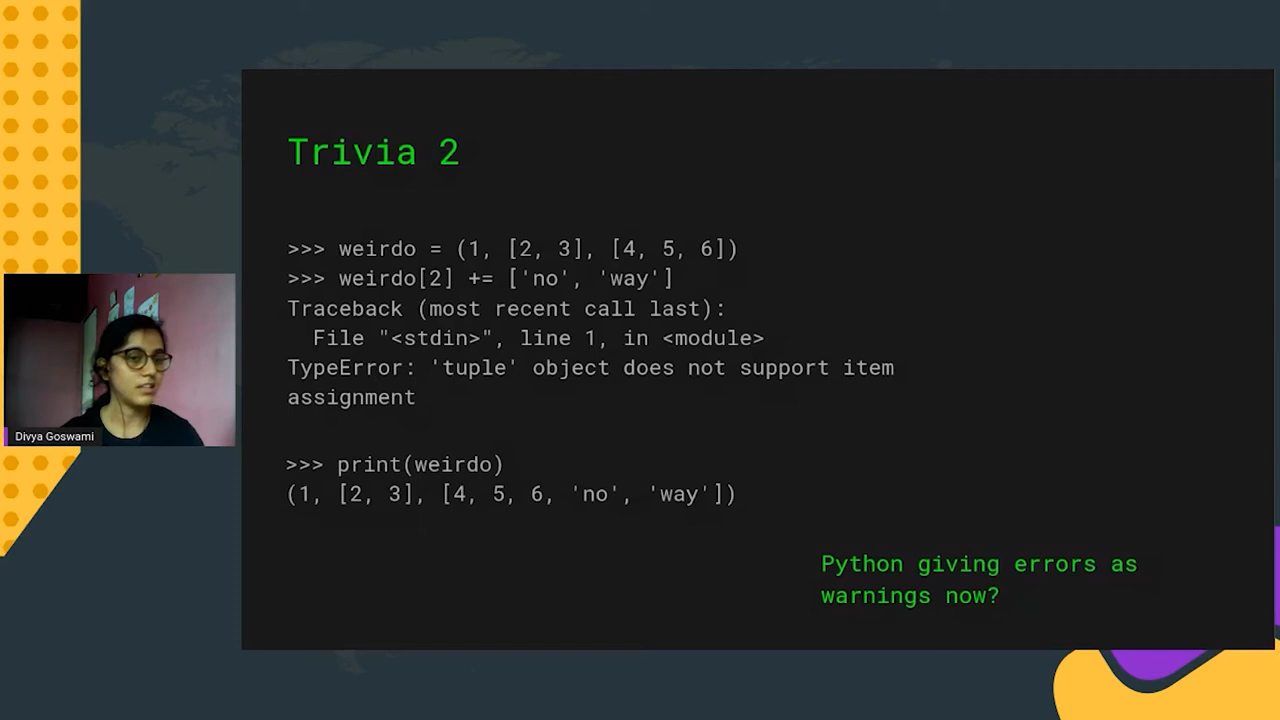 Trivia 2
>>> weirdo = (1, [2, 3], [4, 5, 6])
>>> weirdo[2] += ['no', 'way']
Traceback (most recent call last):
  File "<stdin>", line 1, in <module>
TypeError: 'tuple' object does not support item
assignment
>>> print(weirdo)
(1, [2, 3], [4, 5, 6, 'no', 'way'])
Python giving errors as
warnings now?
Divya Goswami